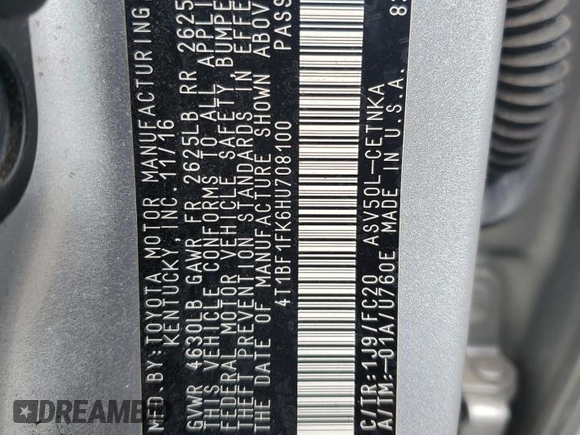 MFD. BY: TOYOTA MOTOR MANUFACTURING
KENTUCKY, INC. 11/16
GVWR 4630LB GAWR FR 2625LB RR 2625
THIS VEHICLE CONFORMS TO ALL APPLI
FEDERAL MOTOR VEHICLE SAFETY, BUMPE
THEFT PREVENTION STANDARDS IN EFFE
THE DATE OF MANUFACTURE SHOWN ABOV
4T1BF1FK6HU708100 PASS
C/TR:1J9/FC20 ASV50L-CETNKA
A/TM:-01A/U760E MADE IN U.S.A.
DREAMB